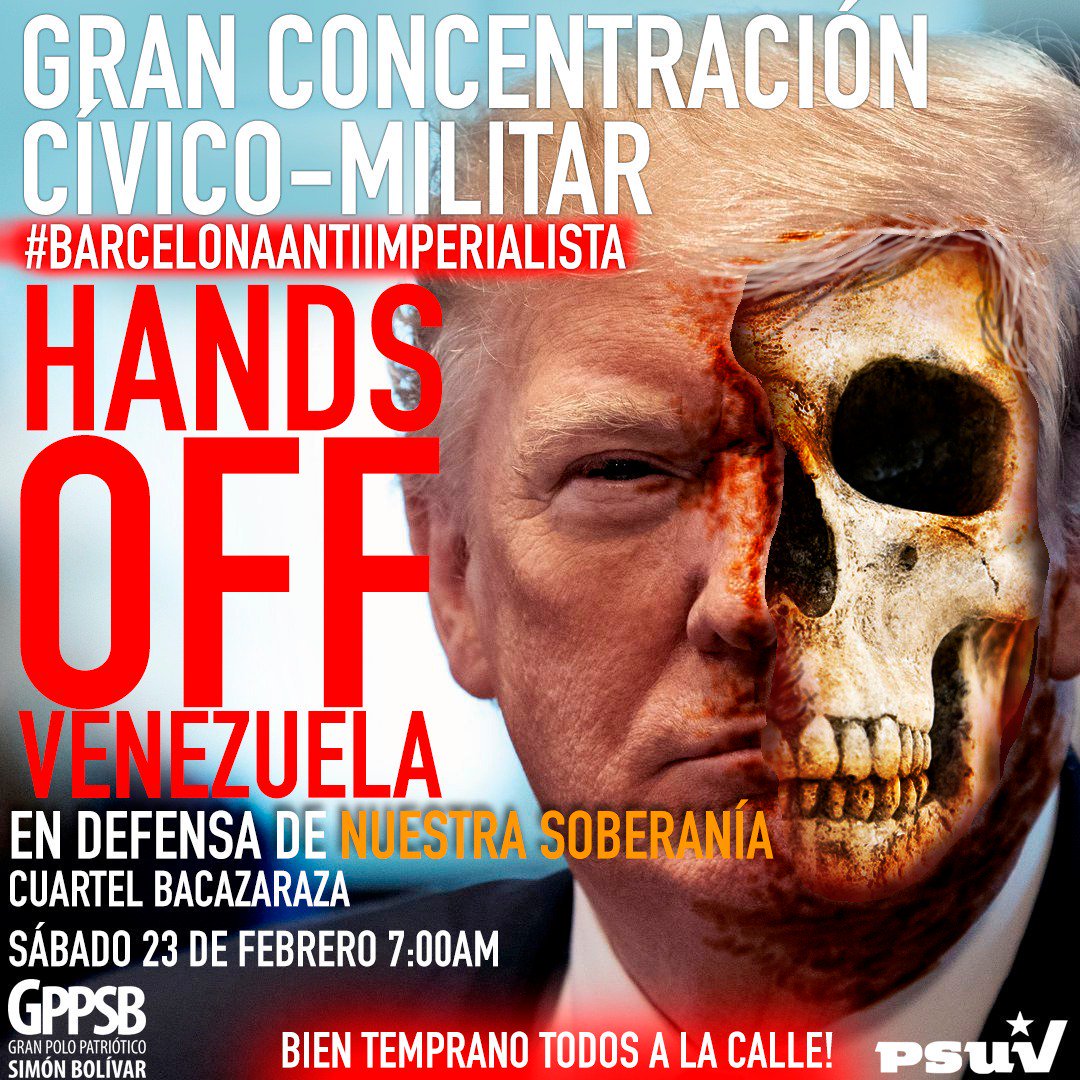 GRAN CONCENTRACIÓN
CÍVICO-MILITAR
#BARCELONAANTIIMPERIALISTA
HANDS
OFF
VENEZUELA
EN DEFENSA DE NUESTRA SOBERANÍA
CUARTEL BACAZARAZA
SÁBADO 23 DE FEBRERO 7:00AM
GPPSB
GRAN POLO PATRIÓTICO
SIMÓN BOLÍVAR
BIEN TEMPRANO TODOS A LA CALLE!
psuv